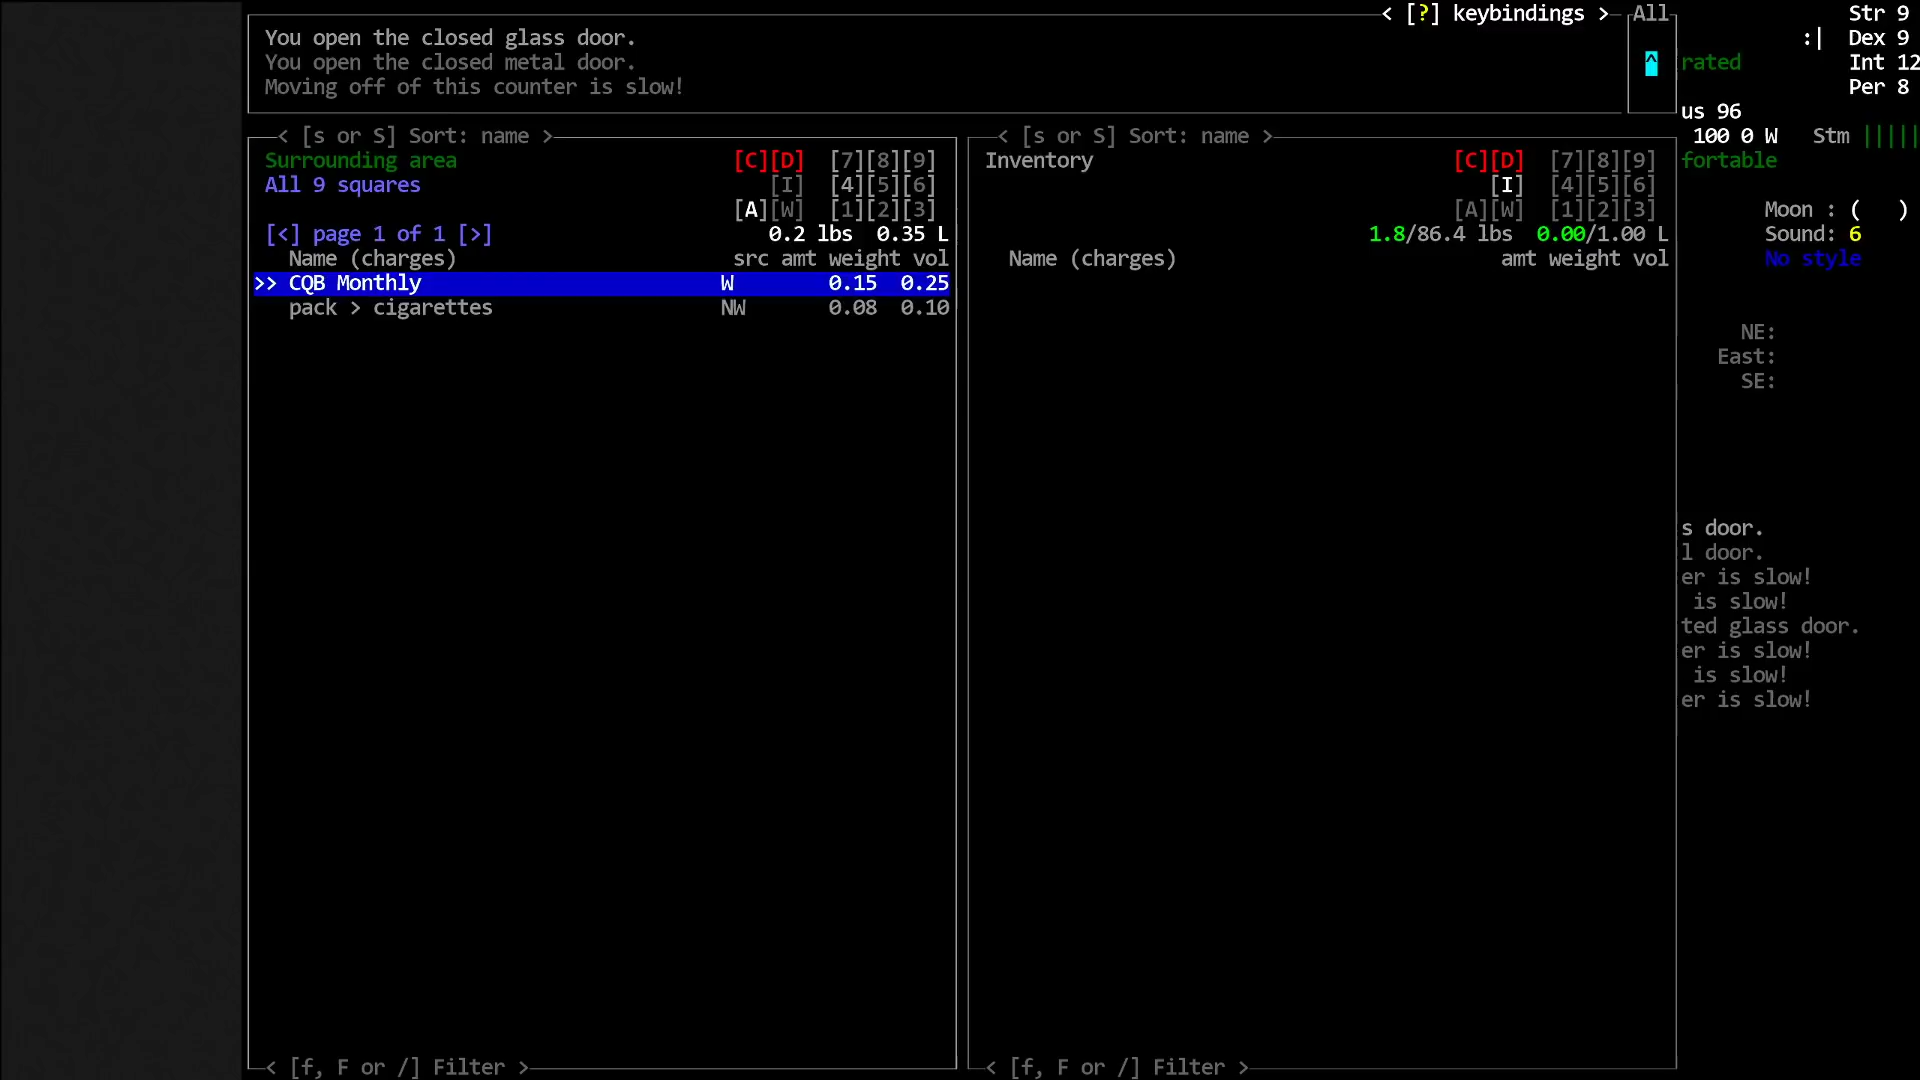 < [?] keybindings >
All
Str 9
You open the closed glass door.
:| Dex 9
You open the closed metal door.
^
rated
Int 12
Moving off of this counter is slow!
Per 8
us 96
< [s or S] Sort: name >
< [s or S] Sort: name >
100 0 W Stm |||||
Surrounding area [C][D] [7][8][9]
Inventory [C][D] [7][8][9]
fortable
All 9 squares [I] [4][5][6]
[I] [4][5][6]
[A][W] [1][2][3]
[A][W] [1][2][3]
Moon : (   )
[<] page 1 of 1 [>] 0.2 lbs 0.35 L
1.8/86.4 lbs 0.00/1.00 L
Sound: 6
Name (charges) src amt weight vol
Name (charges) amt weight vol
No style
>> CQB Monthly W 0.15 0.25
pack > cigarettes NW 0.08 0.10
NE:
East:
SE:
s door.
l door.
er is slow!
is slow!
ted glass door.
er is slow!
is slow!
er is slow!
< [f, F or /] Filter >
< [f, F or /] Filter >